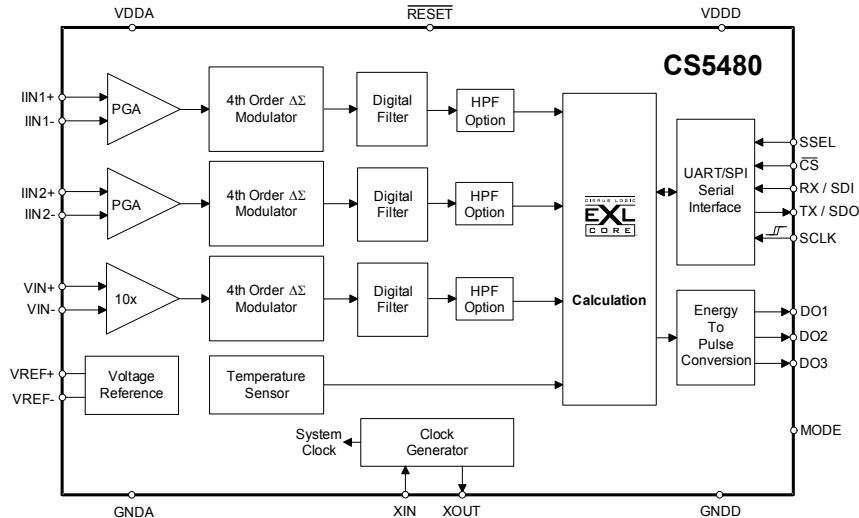 VDDA
RESET
VDDD
CS5480
IIN1+
IIN1-
PGA
4th Order ΔΣ
Modulator
Digital
Filter
HPF
Option
IIN2+
IIN2-
PGA
4th Order ΔΣ
Modulator
Digital
Filter
HPF
Option
VIN+
VIN-
10x
4th Order ΔΣ
Modulator
Digital
Filter
HPF
Option
VREF+
VREF-
Voltage
Reference
Temperature
Sensor
System
Clock
Clock
Generator
CIRRUS LOGIC
EXL
CORE
Calculation
UART/SPI
Serial
Interface
SSEL
CS
RX / SDI
TX / SDO
SCLK
Energy
To
Pulse
Conversion
DO1
DO2
DO3
MODE
GNDA
XIN
XOUT
GNDD